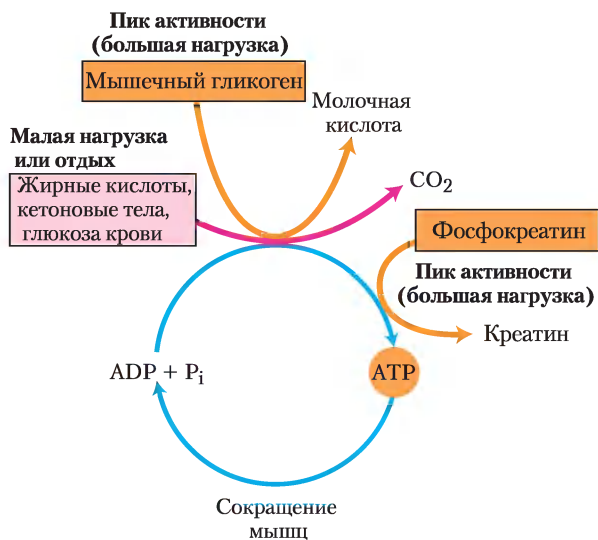 Пик активности
(большая нагрузка)
Мышечный гликоген
Молочная
кислота
Малая нагрузка
или отдых
Жирные кислоты,
кетоновые тела,
глюкоза крови
CO₂
Фосфокреатин
Пик активности
(большая нагрузка)
Креатин
ADP + Pᵢ
ATP
Сокращение
мышц